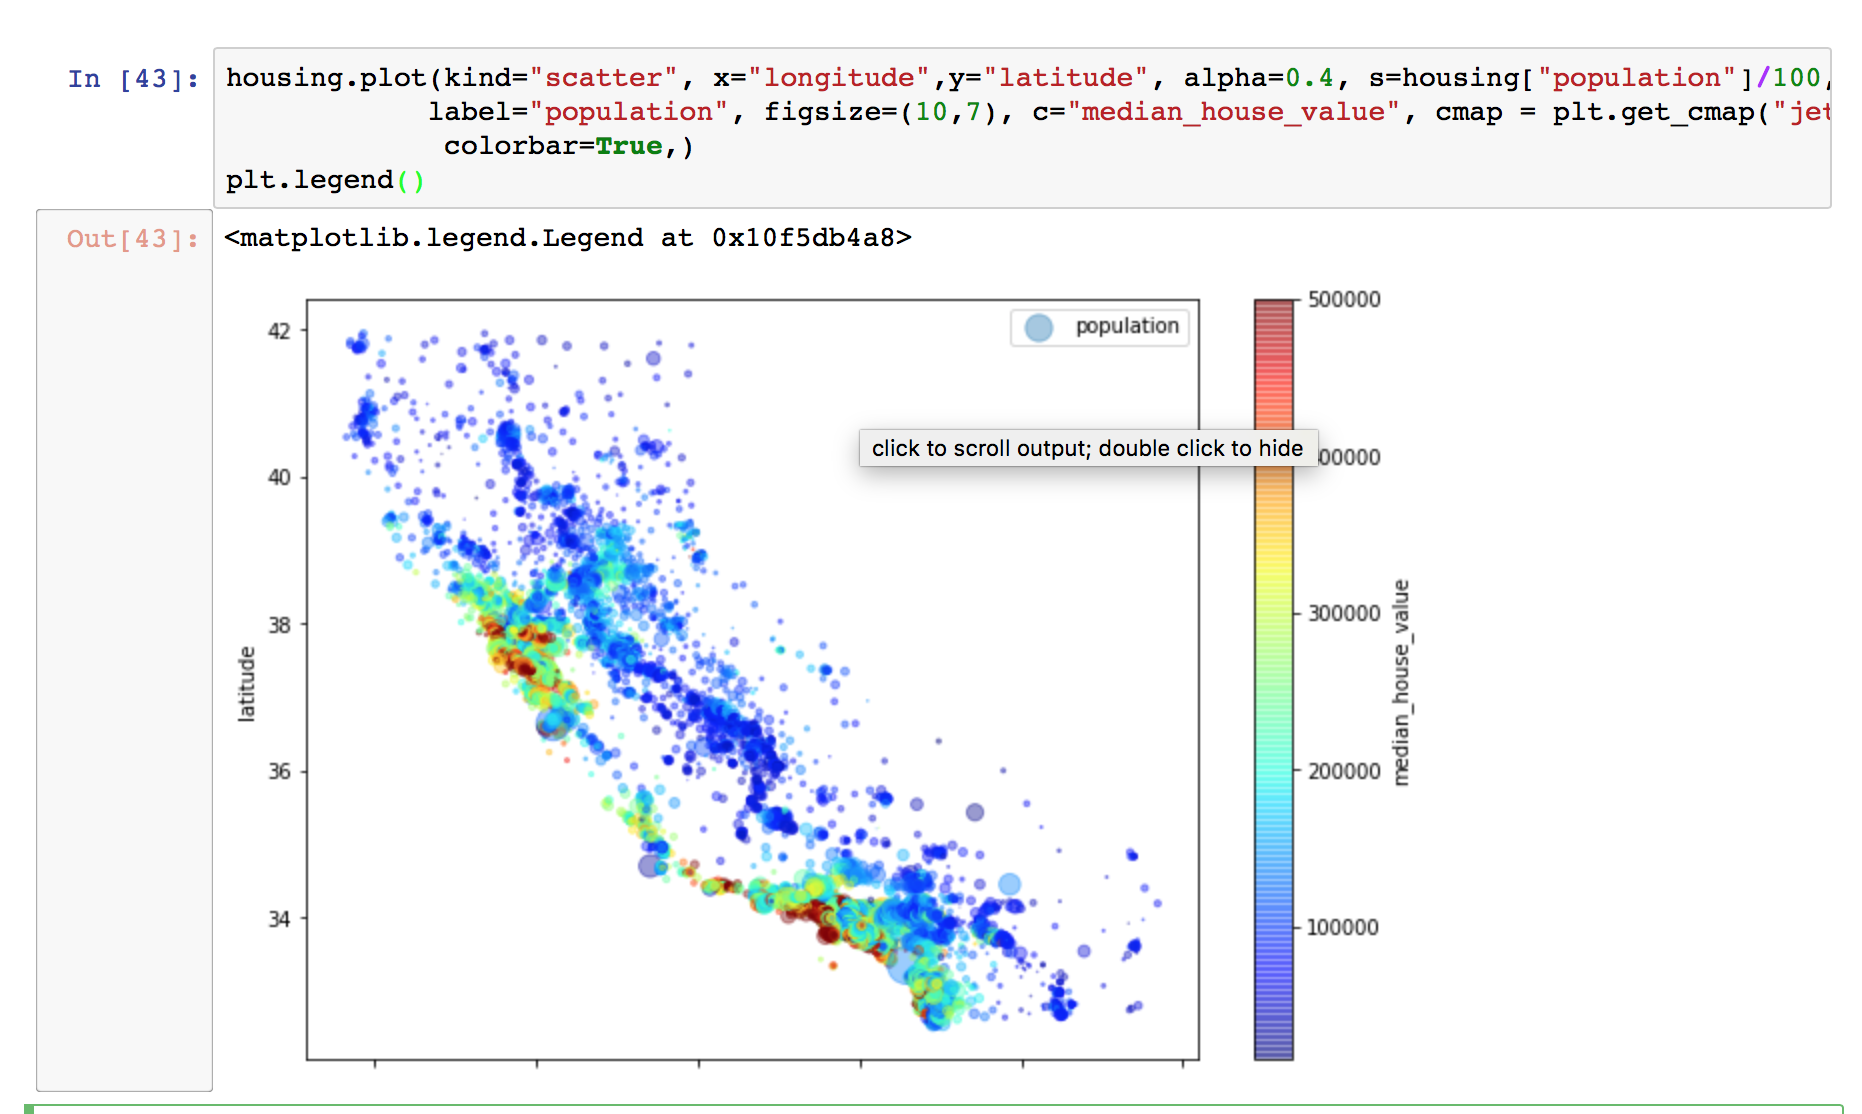 In [43]:
housing.plot(kind="scatter", x="longitude",y="latitude", alpha=0.4, s=housing["population"]/100,
label="population", figsize=(10,7), c="median_house_value", cmap = plt.get_cmap("jet
colorbar=True,)
plt.legend()
Out[43]:
<matplotlib.legend.Legend at 0x10f5db4a8>
population
42
40
38
36
34
latitude
click to scroll output; double click to hide
500000
00000
300000
200000
100000
median_house_value